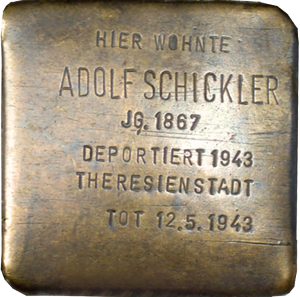 HIER WOHNTE
ADOLF SCHICKLER
JG. 1867
DEPORTIERT 1943
THERESIENSTADT
TOT 12.5.1943